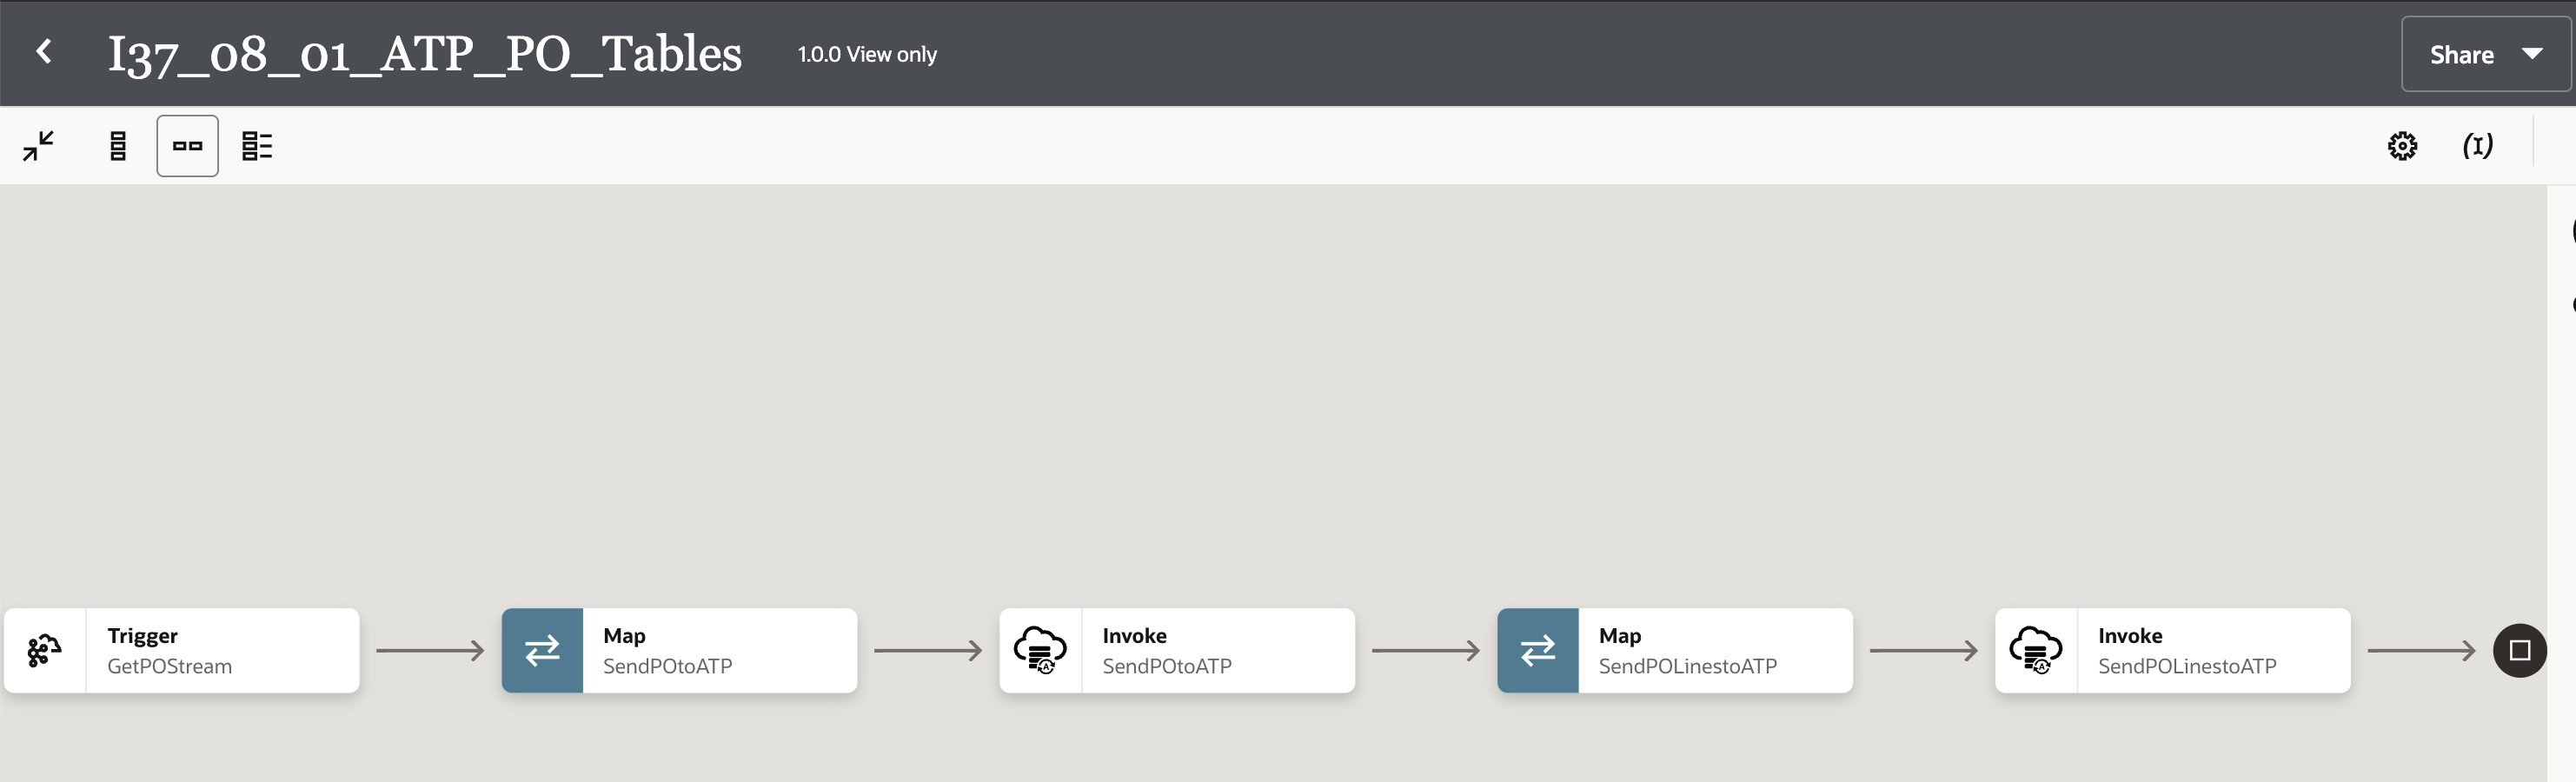 I37_08_01_ATP_PO_Tables
1.0.0 View only
Share
Trigger
GetPOStream
Map
SendPOtoATP
Invoke
SendPOtoATP
Map
SendPOLinestoATP
Invoke
SendPOLinestoATP